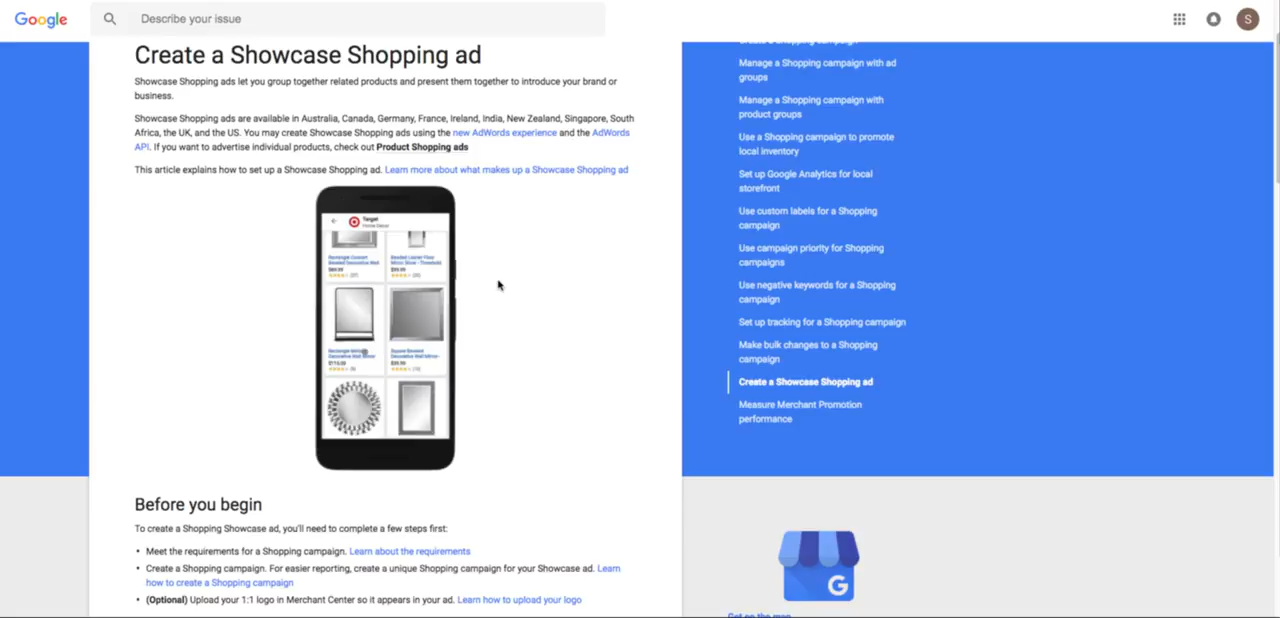 Google
Describe your issue
S
Create a Showcase Shopping ad
Showcase Shopping ads let you group together related products and present them together to introduce your brand or
business.
Showcase Shopping ads are available in Australia, Canada, Germany, France, Ireland, India, New Zealand, Singapore, South
Africa, the UK, and the US. You may create Showcase Shopping ads using the new AdWords experience and the AdWords
API. If you want to advertise individual products, check out Product Shopping ads
This article explains how to set up a Showcase Shopping ad. Learn more about what makes up a Showcase Shopping ad
Target
Home Decor
Before you begin
To create a Shopping Showcase ad, you'll need to complete a few steps first:
• Meet the requirements for a Shopping campaign. Learn about the requirements
• Create a Shopping campaign. For easier reporting, create a unique Shopping campaign for your Showcase ad. Learn
how to create a Shopping campaign
• (Optional) Upload your 1:1 logo in Merchant Center so it appears in your ad. Learn how to upload your logo
Manage a Shopping campaign with ad
groups
Manage a Shopping campaign with
product groups
Use a Shopping campaign to promote
local inventory
Set up Google Analytics for local
storefront
Use custom labels for a Shopping
campaign
Use campaign priority for Shopping
campaigns
Use negative keywords for a Shopping
campaign
Set up tracking for a Shopping campaign
Make bulk changes to a Shopping
campaign
Create a Showcase Shopping ad
Measure Merchant Promotion
performance
G
Get on the map